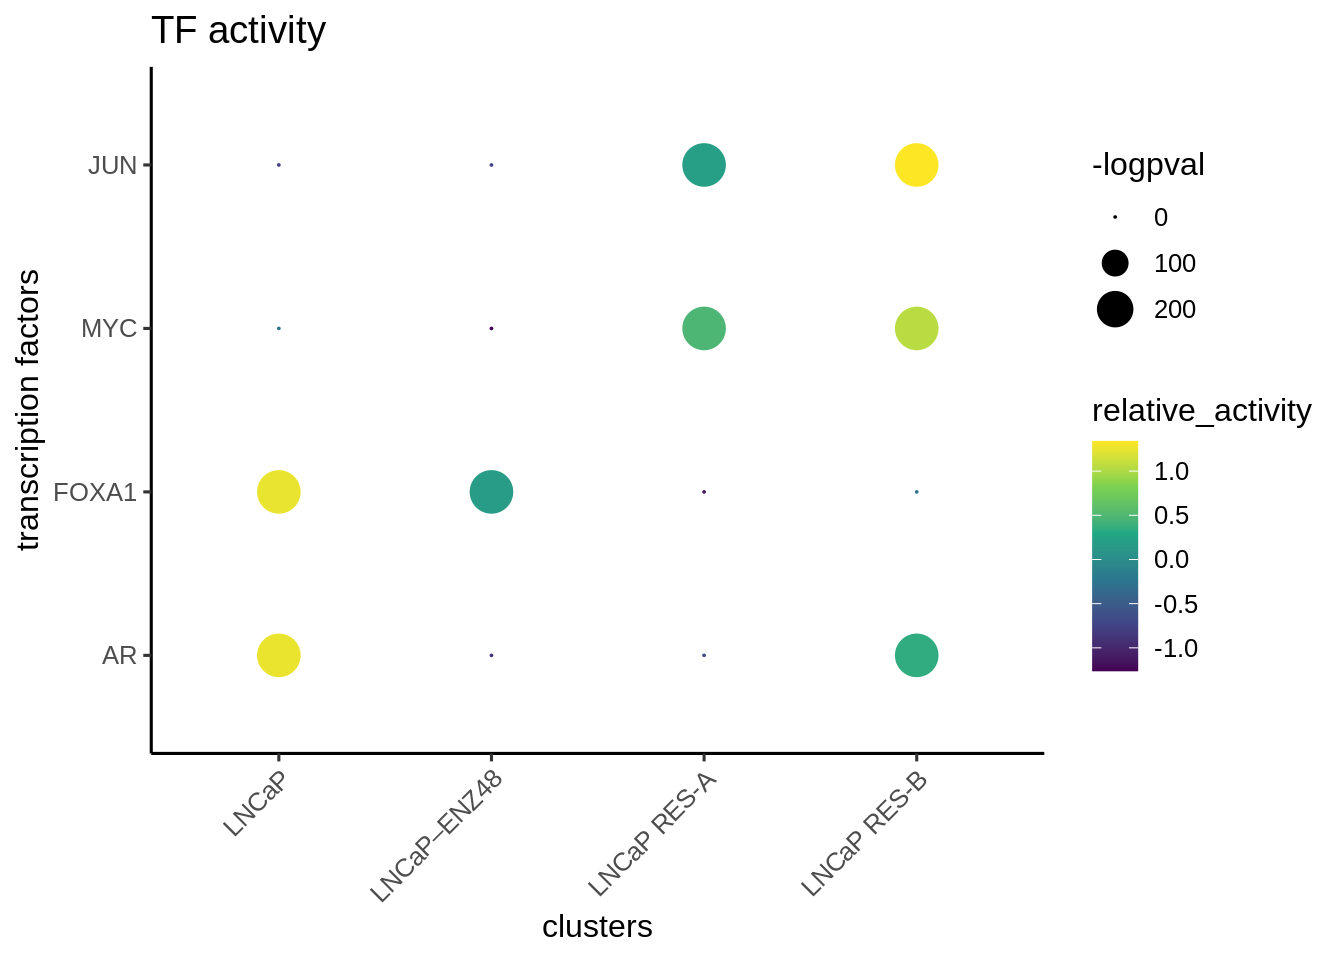 TF activity
transcription factors
JUN
MYC
FOXA1
AR
LNCaP
LNCaP–ENZ48
LNCaP RES-A
LNCaP RES-B
clusters
-logpval
0
100
200
relative_activity
1.0
0.5
0.0
-0.5
-1.0